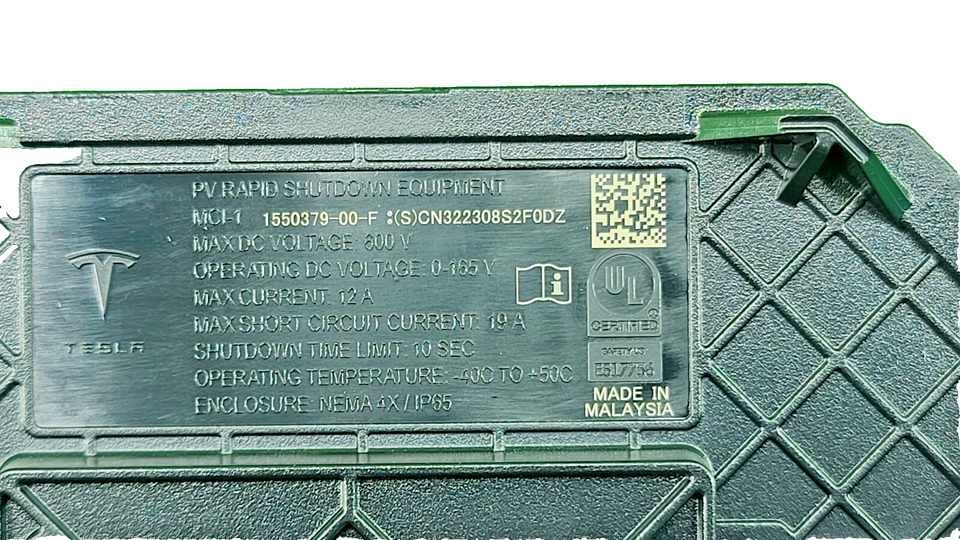 PV RAPID SHUTDOWN EQUIPMENT
MCI-1 1550379-00-F :(S)CN322308S2F0DZ
MAX DC VOLTAGE: 600 V
OPERATING DC VOLTAGE: 0-165 V
MAX CURRENT: 12 A
MAX SHORT CIRCUIT CURRENT: 19 A
SHUTDOWN TIME LIMIT: 10 SEC
OPERATING TEMPERATURE: -40C TO +50C
ENCLOSURE: NEMA 4X / IP65
TESLA
UL
CERTIFIED
E517756
MADE IN
MALAYSIA